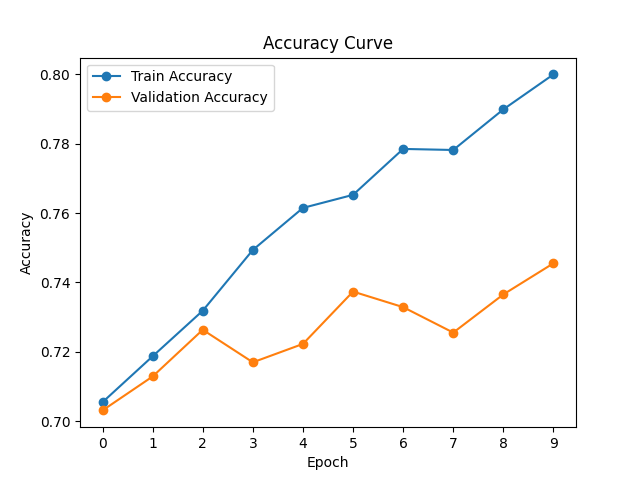 Accuracy Curve
Train Accuracy
Validation Accuracy
0.80
0.78
0.76
0.74
0.72
0.70
Accuracy
0 1 2 3 4 5 6 7 8 9
Epoch